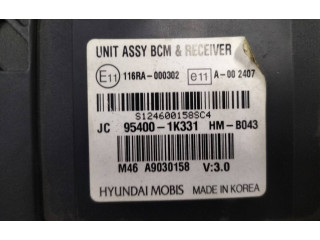 UNIT ASSY BCM & RECEIVER
E11 116RA-000302 e11 A-00 2407
S124600158SC4
JC 95400-1K331 HM-B043
M46 A9030158 V:3.0
HYUNDAI MOBIS MADE IN KOREA